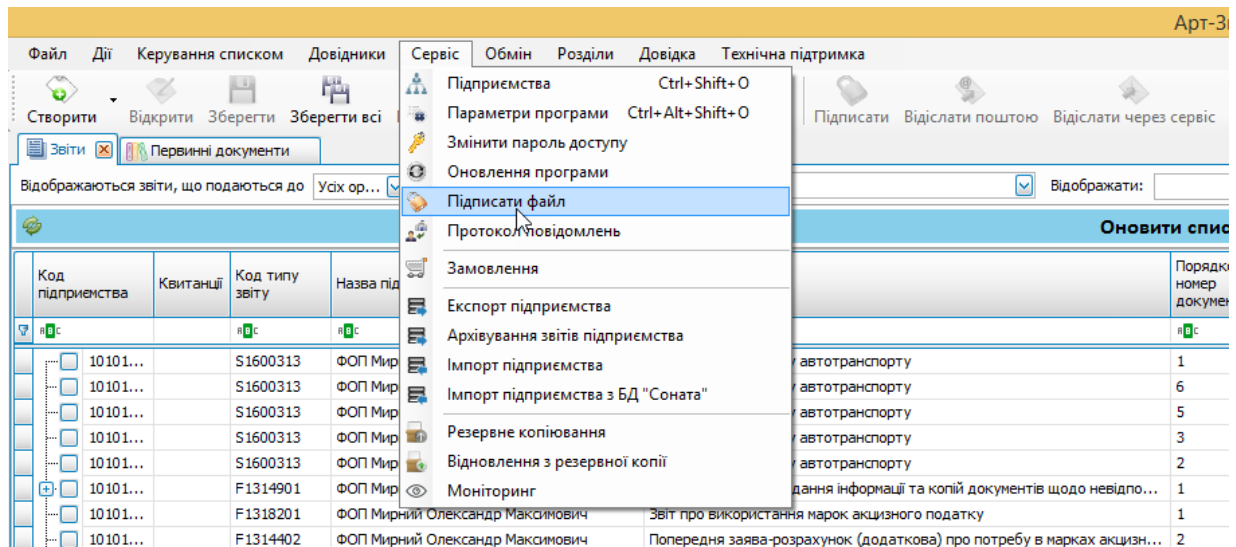 Арт-Зв
Файл Дії Керування списком Довідники Сервіс Обмін Розділи Довідка Технічна підтримка
Створити Відкрити Зберегти Зберегти всі Підписати Відіслати поштою Відіслати через сервіс
Звіти Первинні документи
Відображаються звіти, що подаються до Усіх ор... Відображати:
Оновити спис
Код підприємства Квитанції Код типу звіту Назва під Порядко номер докумен
Підприємства Ctrl+Shift+O
Параметри програми Ctrl+Alt+Shift+O
Змінити пароль доступу
Оновлення програми
Підписати файл
Протокол повідомлень
Замовлення
Експорт підприємства
Архівування звітів підприємства
Імпорт підприємства
Імпорт підприємства з БД "Соната"
Резервне копіювання
Відновлення з резервної копії
Моніторинг
10101... S1600313 ФОП Мир автотранспорту 1
10101... S1600313 ФОП Мир автотранспорту 6
10101... S1600313 ФОП Мир автотранспорту 5
10101... S1600313 ФОП Мир автотранспорту 3
10101... S1600313 ФОП Мир автотранспорту 2
10101... F1314901 ФОП Мир дання інформації та копій документів щодо невідпо... 1
10101... F1318201 ФОП Мирний Олександр Максимович Звіт про використання марок акцизного податку 1
10101... F1314402 ФОП Мирний Олександр Максимович Попередня заява-розрахунок (додаткова) про потребу в марках акцизн... 2